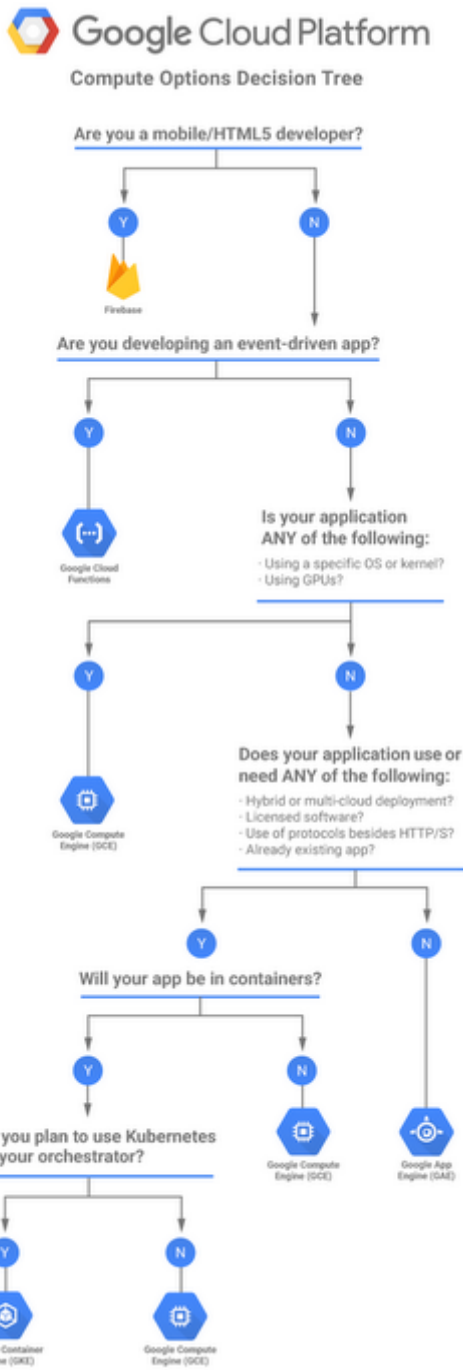 Google Cloud Platform
Compute Options Decision Tree
Are you a mobile/HTML5 developer?
Y
N
Firebase
Are you developing an event-driven app?
Y
N
Google Cloud
Functions
Is your application
ANY of the following:
· Using a specific OS or kernel?
· Using GPUs?
Y
N
Google Compute
Engine (GCE)
Does your application use or
need ANY of the following:
· Hybrid or multi-cloud deployment?
· Licensed software?
· Use of protocols besides HTTP/S?
· Already existing app?
Y
N
Will your app be in containers?
Y
N
Google Compute
Engine (GCE)
Google App
Engine (GAE)
you plan to use Kubernetes
your orchestrator?
Y
N
Container
(GKE)
Google Compute
Engine (GCE)